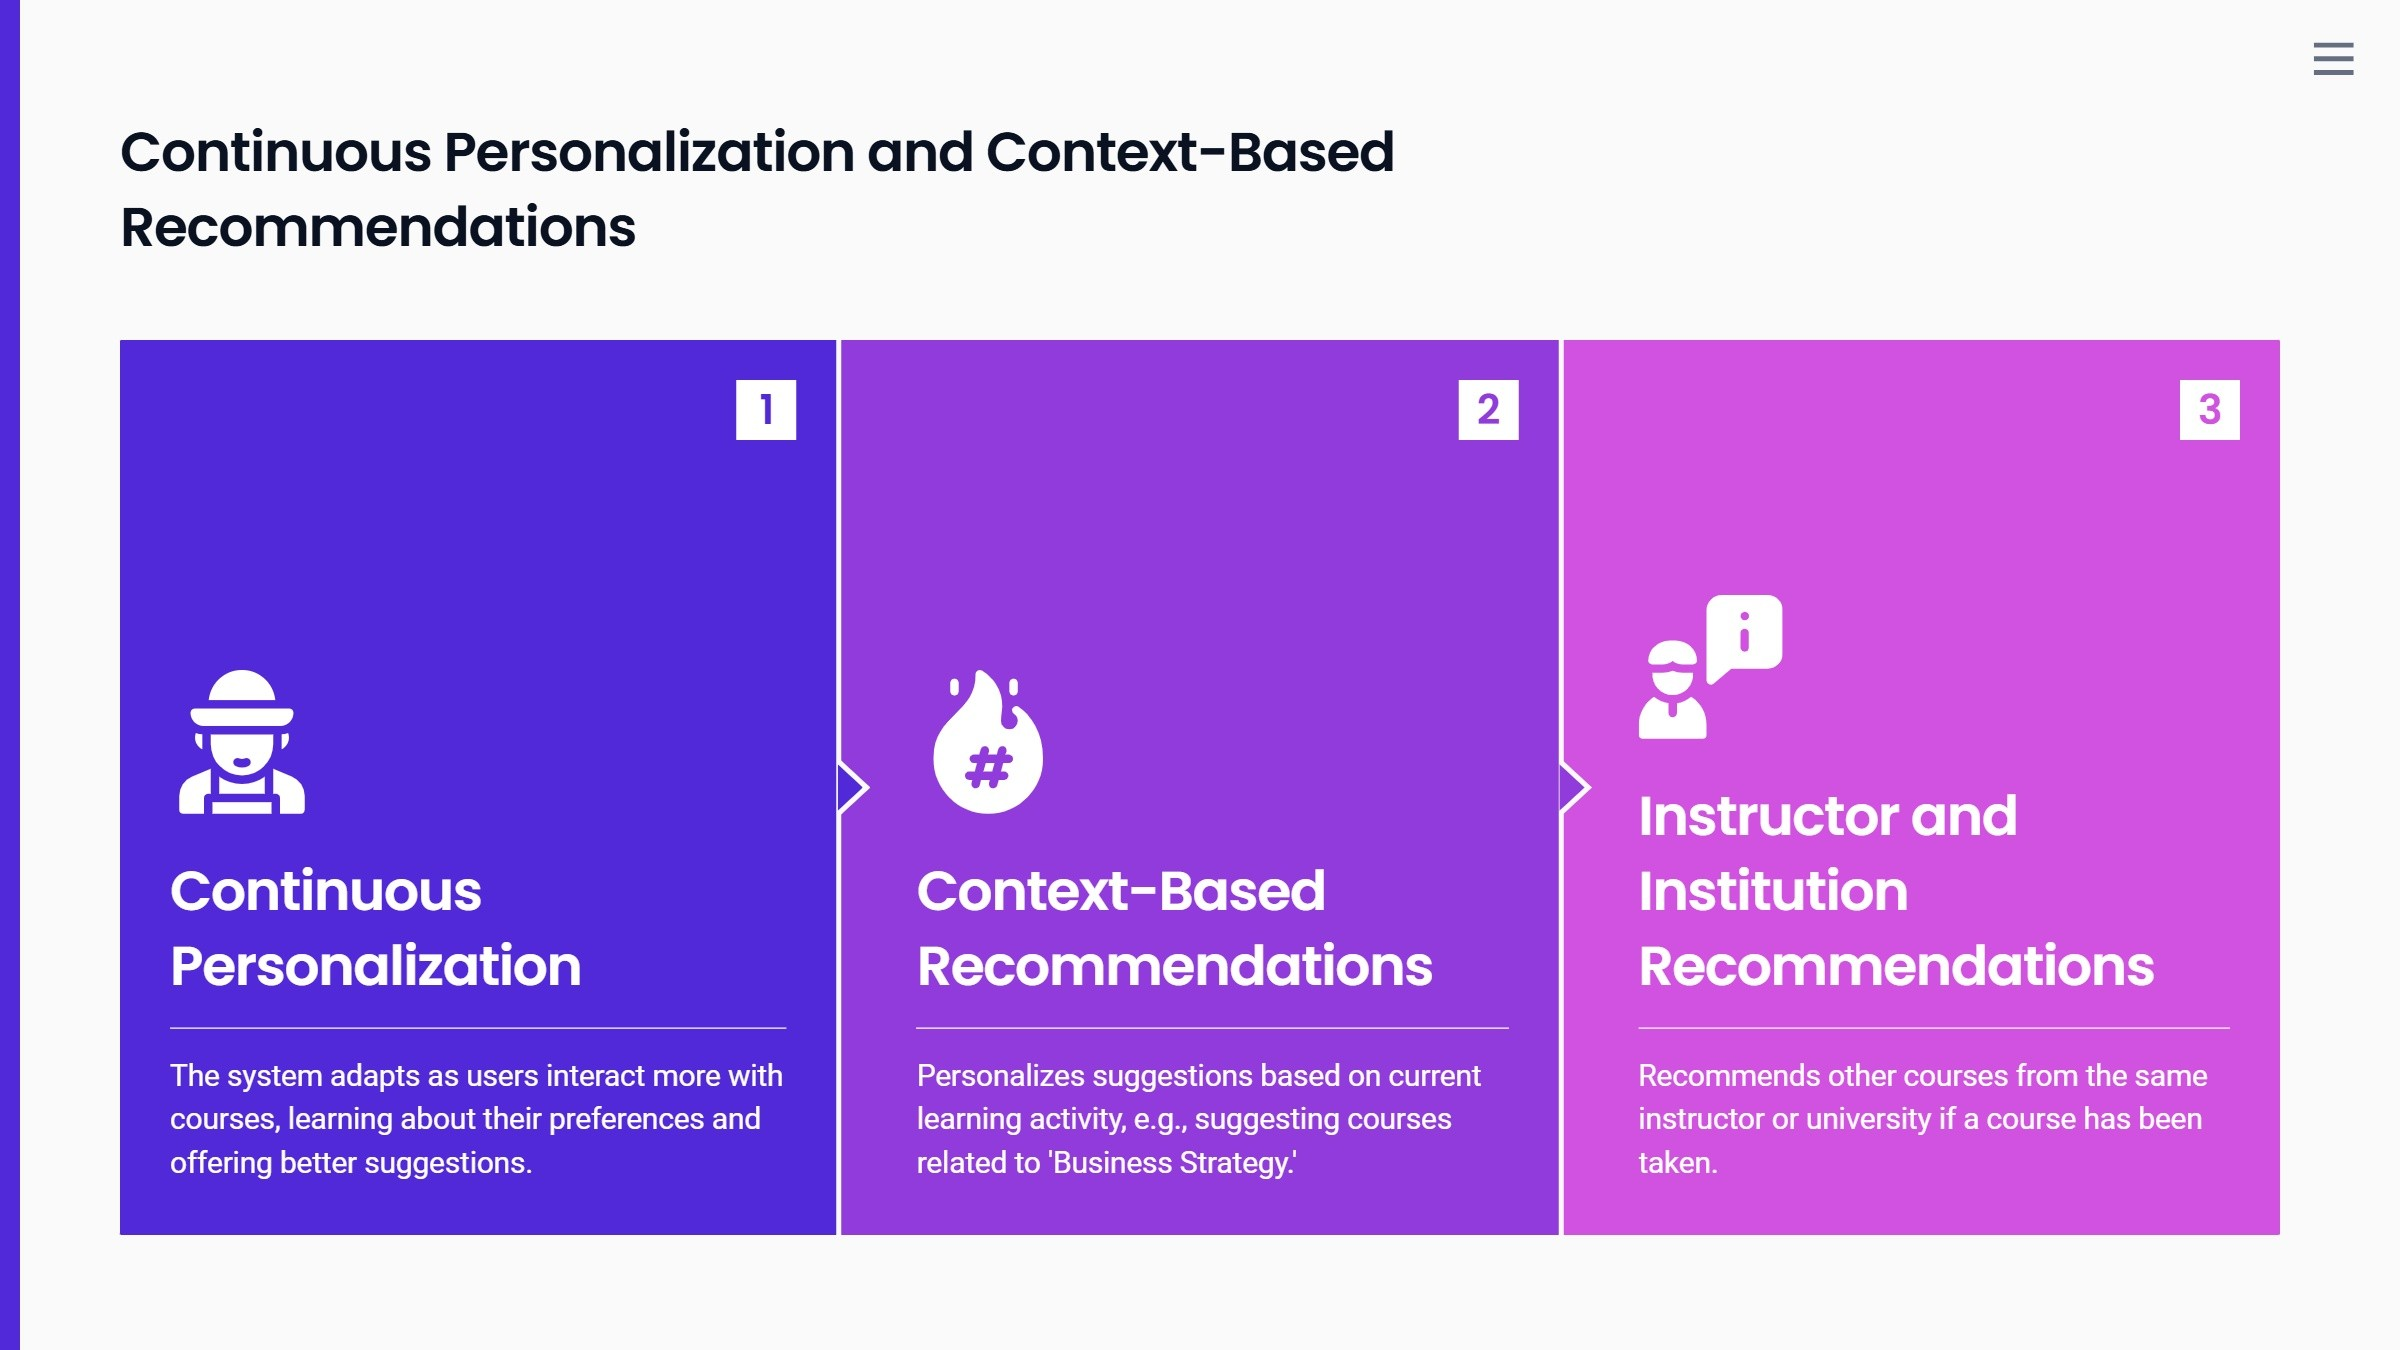 Continuous Personalization and Context-Based
Recommendations
1
Continuous
Personalization
The system adapts as users interact more with
courses, learning about their preferences and
offering better suggestions.
2
#
Context-Based
Recommendations
Personalizes suggestions based on current
learning activity, e.g., suggesting courses
related to 'Business Strategy.'
3
i
Instructor and
Institution
Recommendations
Recommends other courses from the same
instructor or university if a course has been
taken.